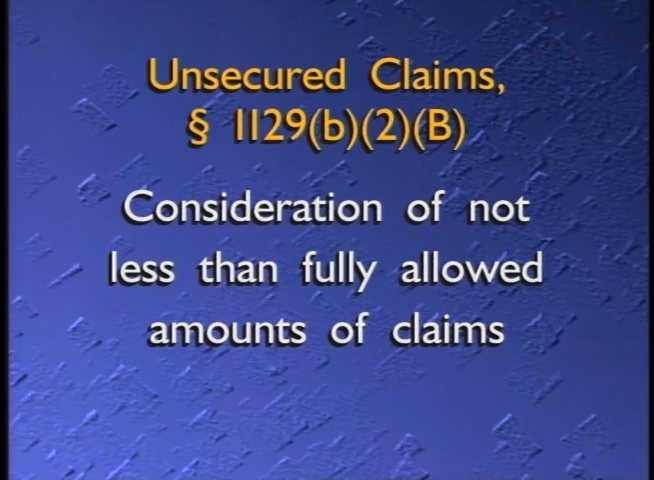 Unsecured Claims,
§ 1129(b)(2)(B)
Consideration of not
less than fully allowed
amounts of claims